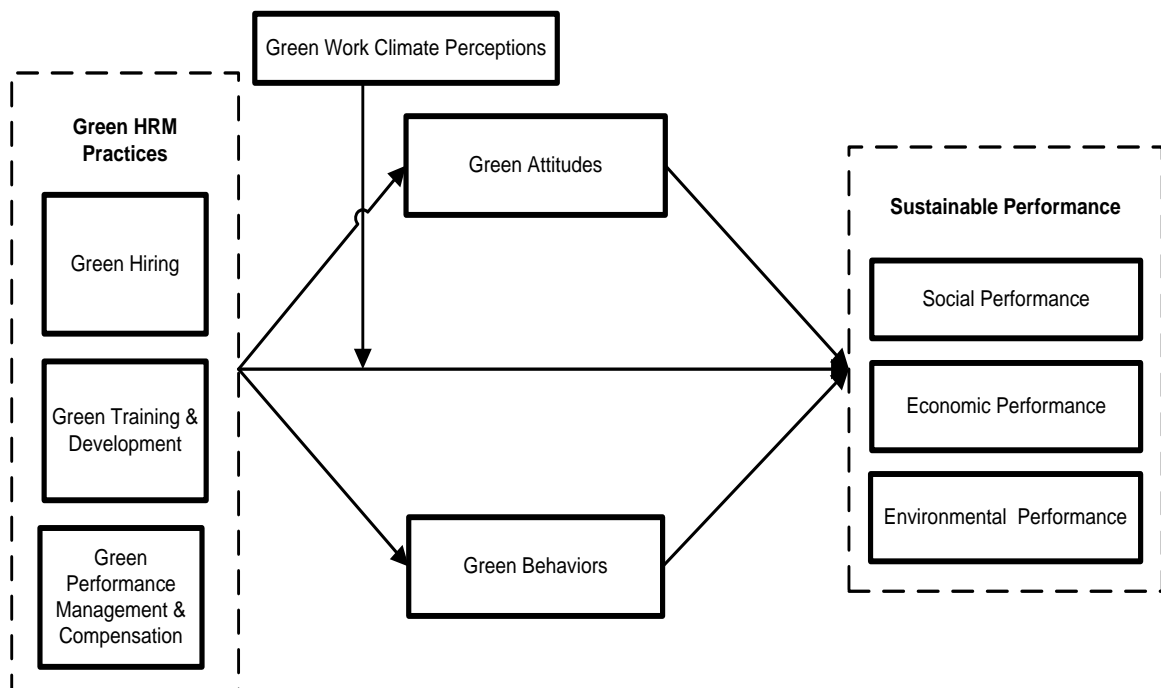 Green Work Climate Perceptions
Green HRM
Practices
Green Attitudes
Green Hiring
Sustainable Performance
Social Performance
Green Training &
Development
Economic Performance
Green
Performance
Management &
Compensation
Green Behaviors
Environmental  Performance